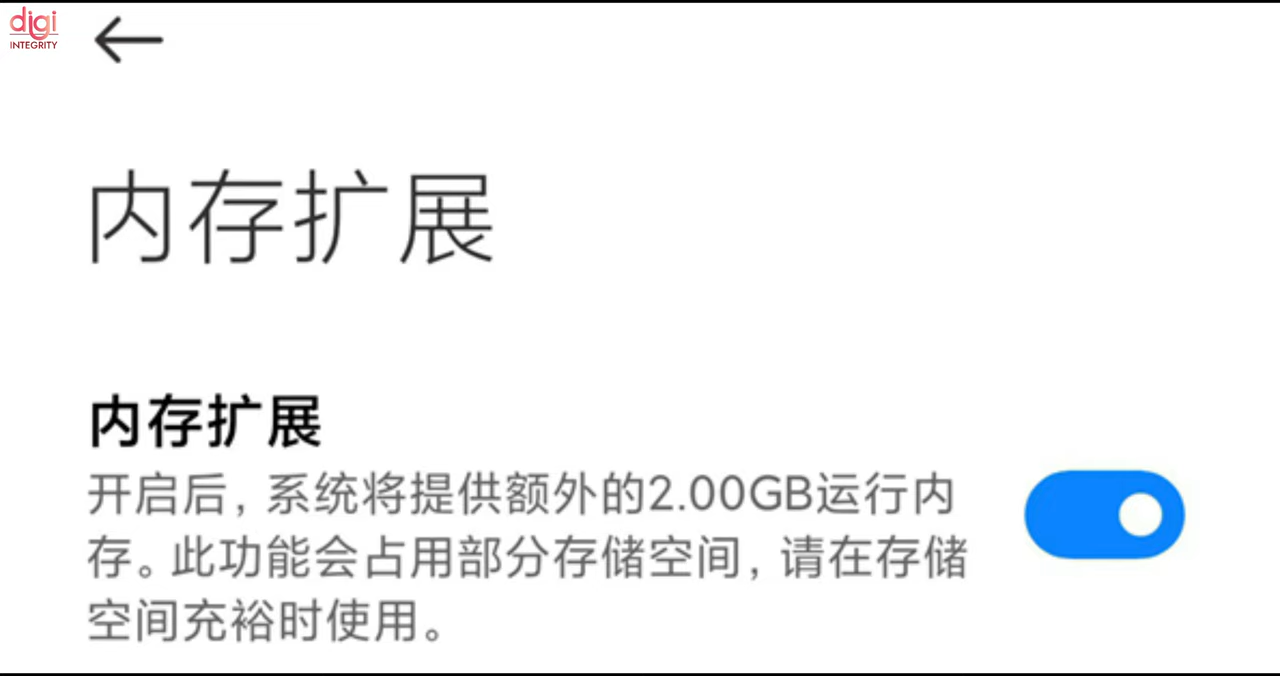 digi
INTEGRITY
内存扩展
内存扩展
开启后，系统将提供额外的2.00GB运行内
存。此功能会占用部分存储空间，请在存储
空间充裕时使用。